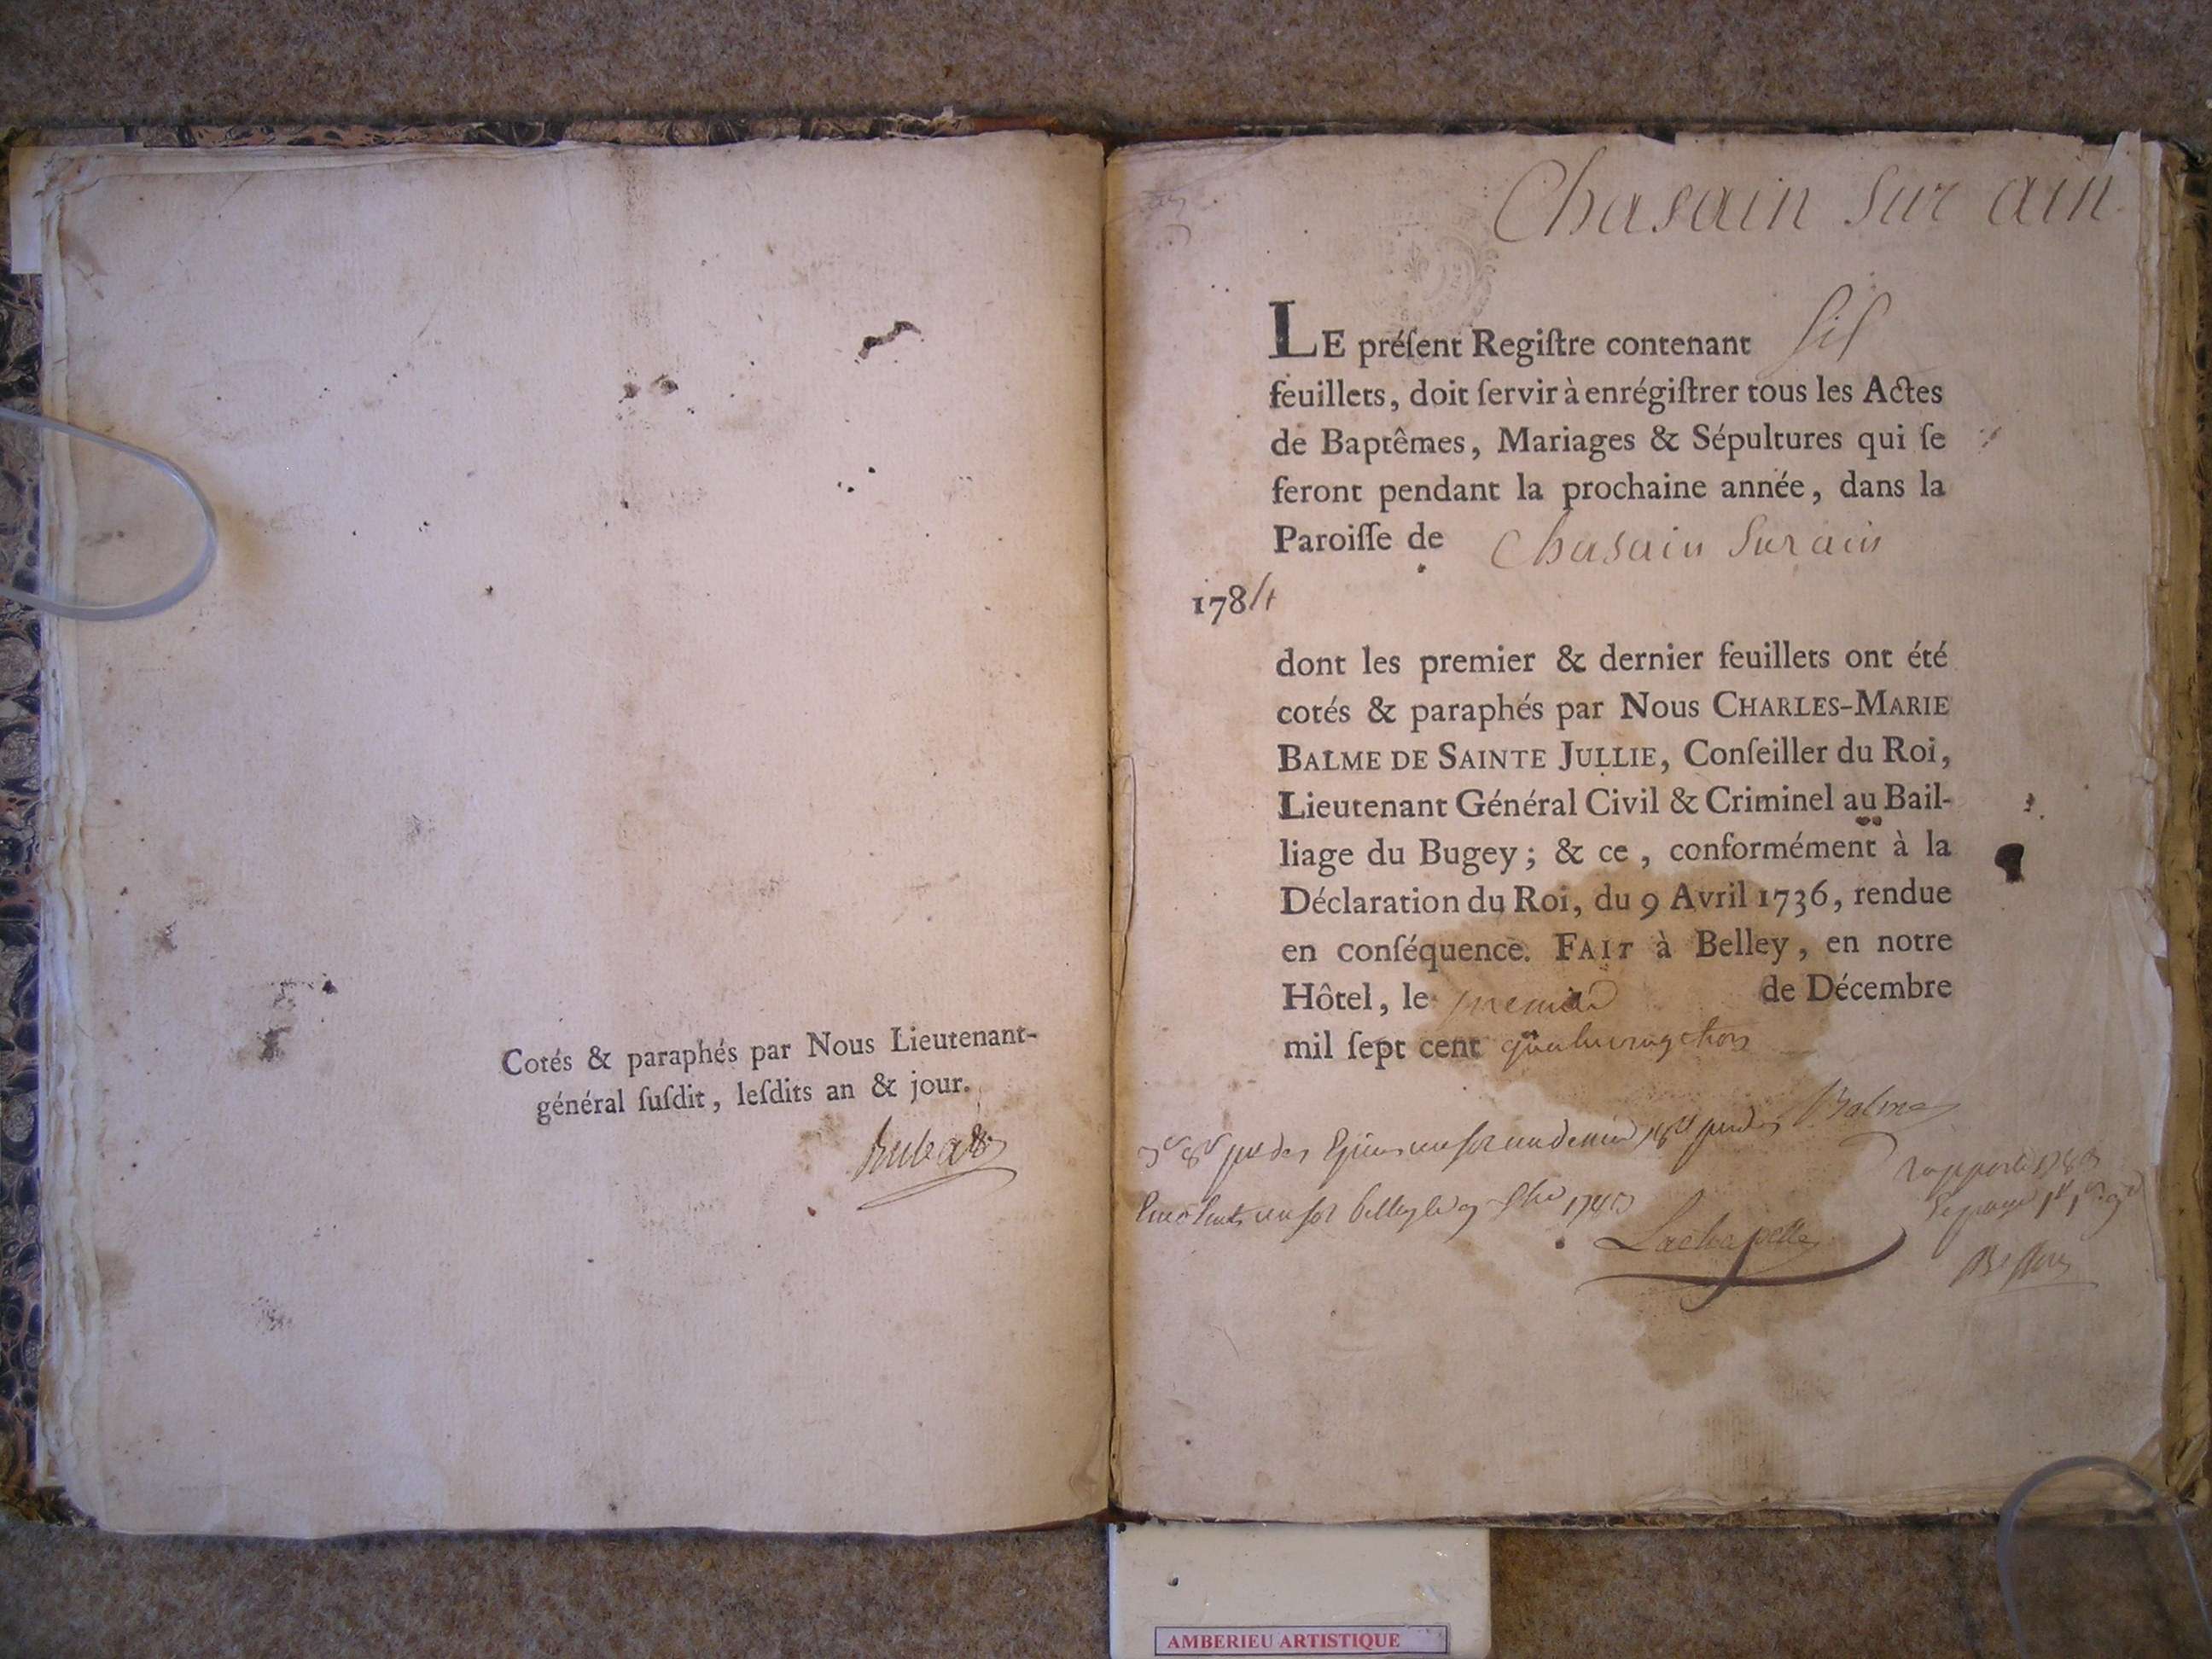 Cotés & paraphés par Nous Lieutenant-
général ſuſdit, leſdits an & jour.
Chasain Sur ain
LE préſent Regiſtre contenant Six
feuillets, doit ſervir à enrégiſtrer tous les Actes
de Baptêmes, Mariages & Sépultures qui ſe
feront pendant la prochaine année, dans la
Paroiſſe de Chasain Sur ain
1784
dont les premier & dernier feuillets ont été
cotés & paraphés par Nous CHARLES-MARIE
BALME DE SAINTE JULLIE, Conſeiller du Roi,
Lieutenant Général Civil & Criminel au Bail-
liage du Bugey ; & ce , conformément à la
Déclaration du Roi, du 9 Avril 1736, rendue
en conſéquence. FAIT à Belley , en notre
Hôtel, le premier de Décembre
mil ſept cent quatrevingt trois
Balme
Lachapelle
AMBERIEU ARTISTIQUE